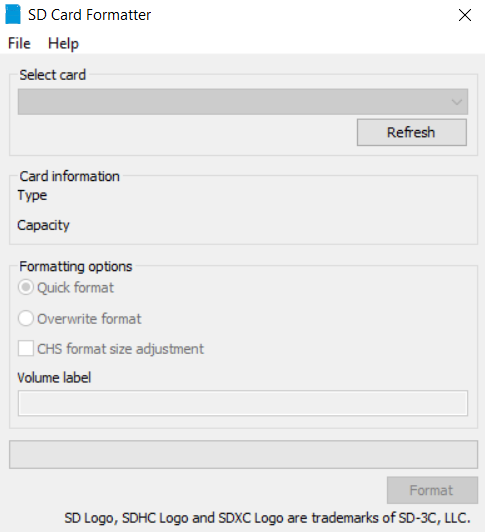 SD Card Formatter
File Help
Select card
Refresh
Card information
Type
Capacity
Formatting options
Quick format
Overwrite format
CHS format size adjustment
Volume label
Format
SD Logo, SDHC Logo and SDXC Logo are trademarks of SD-3C, LLC.